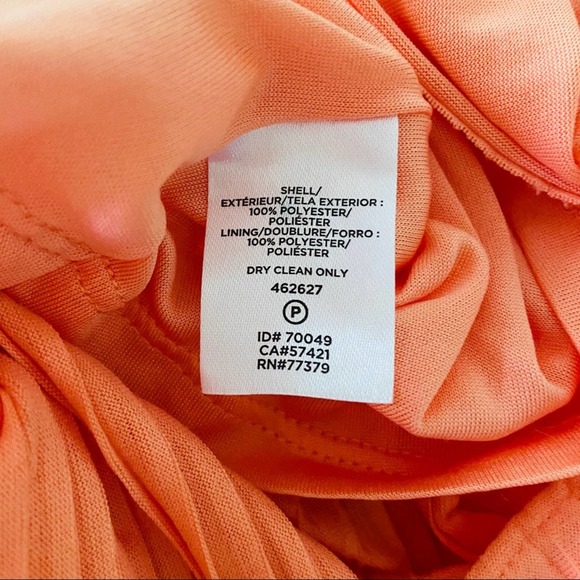 SHELL/
EXTÉRIEUR/TELA EXTERIOR :
100% POLYESTER/
POLIÉSTER
LINING/DOUBLURE/FORRO :
100% POLYESTER/
POLIÉSTER
DRY CLEAN ONLY
462627
P
ID# 70049
CA#57421
RN#77379